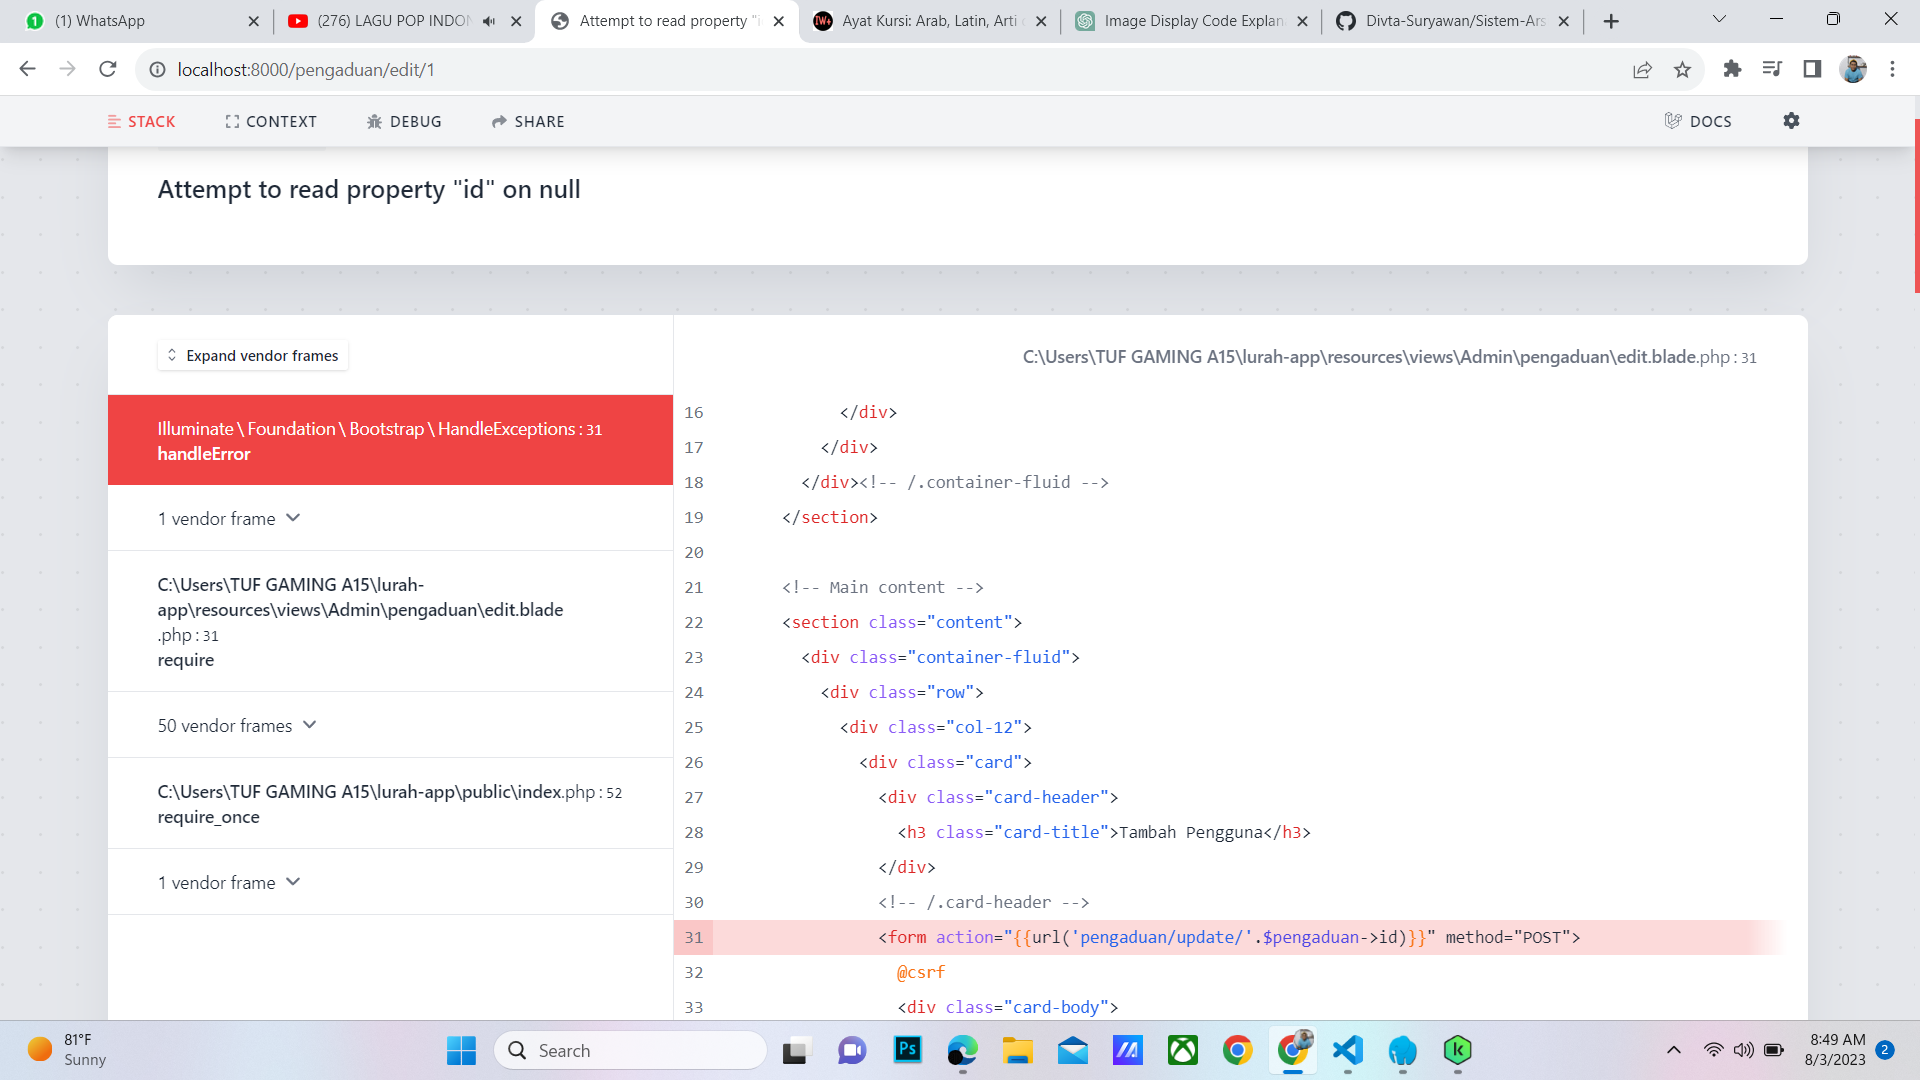 (1) WhatsApp
(276) LAGU POP INDON
Attempt to read property "i
Ayat Kursi: Arab, Latin, Arti
Image Display Code Explan
Divta-Suryawan/Sistem-Ars
localhost:8000/pengaduan/edit/1
STACK
CONTEXT
DEBUG
SHARE
DOCS
Attempt to read property "id" on null
Expand vendor frames
C:\Users\TUF GAMING A15\lurah-app\resources\views\Admin\pengaduan\edit.blade.php : 31
Illuminate \ Foundation \ Bootstrap \ HandleExceptions : 31
handleError
1 vendor frame
C:\Users\TUF GAMING A15\lurah-
app\resources\views\Admin\pengaduan\edit.blade
.php : 31
require
50 vendor frames
C:\Users\TUF GAMING A15\lurah-app\public\index.php : 52
require_once
1 vendor frame
16 </div>
17 </div>
18 </div><!-- /.container-fluid -->
19 </section>
20
21 <!-- Main content -->
22 <section class="content">
23 <div class="container-fluid">
24 <div class="row">
25 <div class="col-12">
26 <div class="card">
27 <div class="card-header">
28 <h3 class="card-title">Tambah Pengguna</h3>
29 </div>
30 <!-- /.card-header -->
31 <form action="{{url('pengaduan/update/'.$pengaduan->id)}}" method="POST">
32 @csrf
33 <div class="card-body">
81°F
Sunny
Search
Ps
8:49 AM
8/3/2023
2